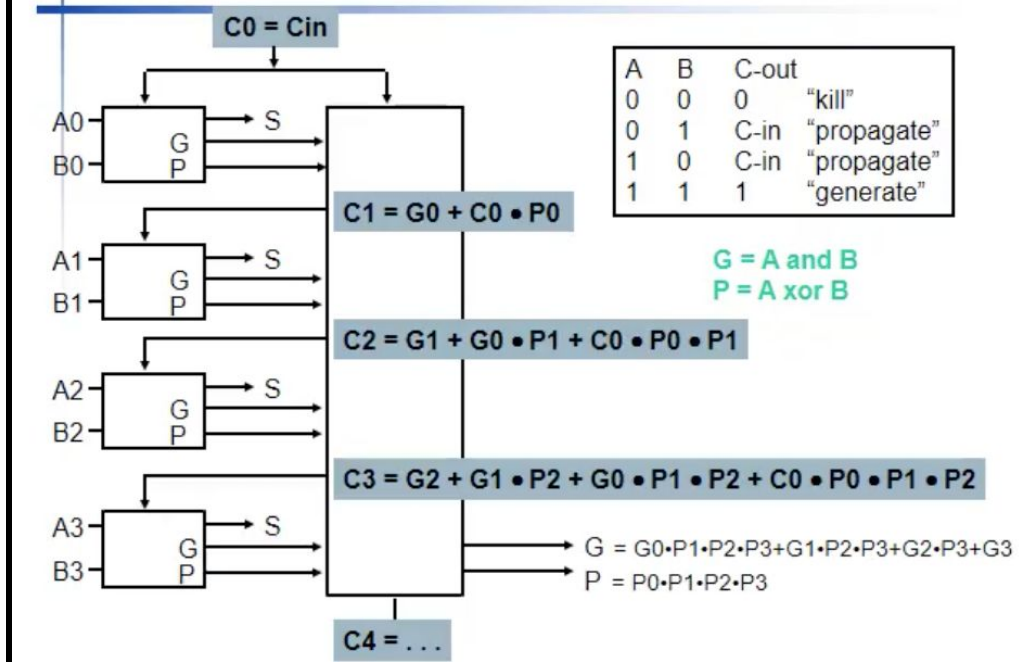 C0 = Cin
A B C-out
0 0 0 “kill”
0 1 C-in “propagate”
1 0 C-in “propagate”
1 1 1 “generate”
A0
S
G
B0
P
C1 = G0 + C0 • P0
G = A and B
P = A xor B
A1
S
G
B1
P
C2 = G1 + G0 • P1 + C0 • P0 • P1
A2
S
G
B2
P
C3 = G2 + G1 • P2 + G0 • P1 • P2 + C0 • P0 • P1 • P2
A3
S
G
B3
P
G = G0•P1•P2•P3+G1•P2•P3+G2•P3+G3
P = P0•P1•P2•P3
C4 = . . .